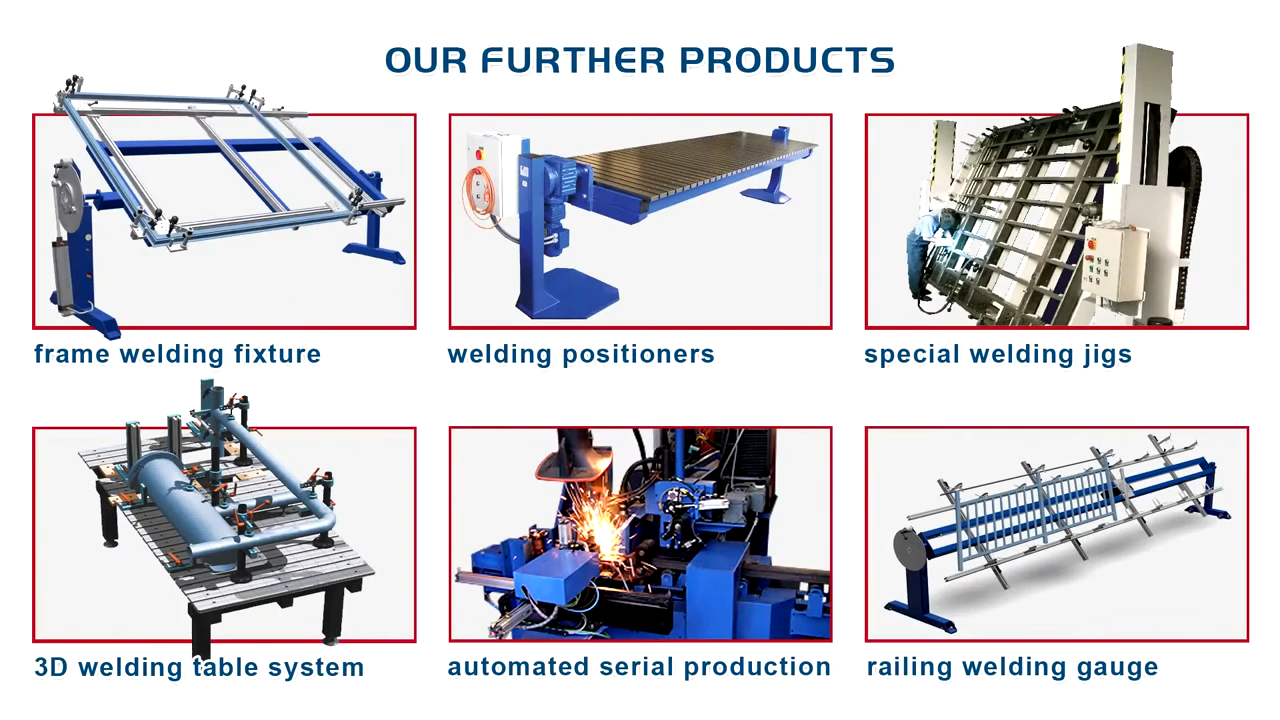 OUR FURTHER PRODUCTS
frame welding fixture
welding positioners
special welding jigs
3D welding table system
automated serial production
railing welding gauge